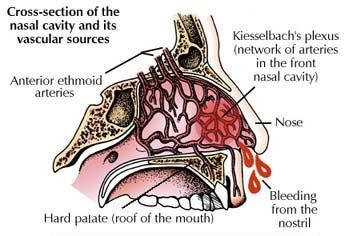 Cross-section of the
nasal cavity and its
vascular sources
Kiesselbach's plexus
(network of arteries
in the front
nasal cavity)
Anterior ethmoid
arteries
Nose
Bleeding
from the
nostril
Hard patate (roof of the mouth)